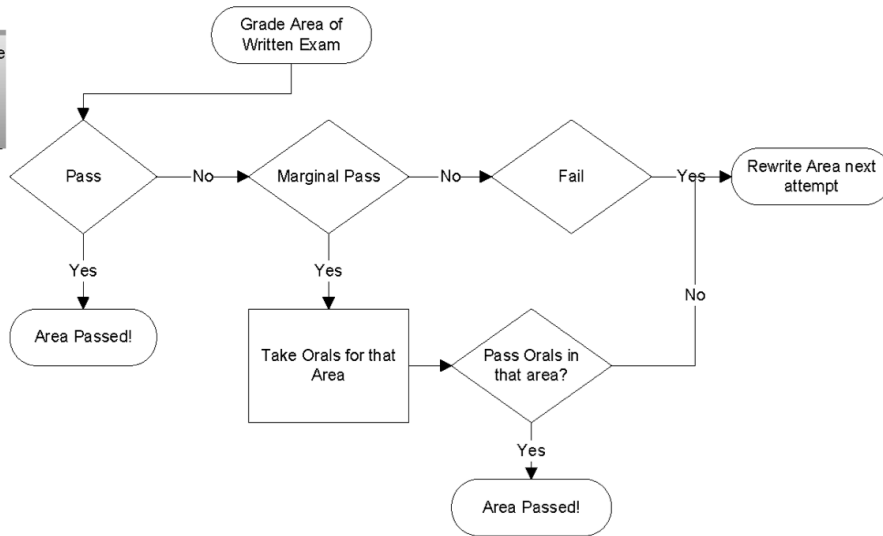 Grade Area of
Written Exam
e
Pass
No
Marginal Pass
No
Fail
Yes
Rewrite Area next
attempt
Yes
Yes
No
Area Passed!
Take Orals for that
Area
Pass Orals in
that area?
Yes
Area Passed!